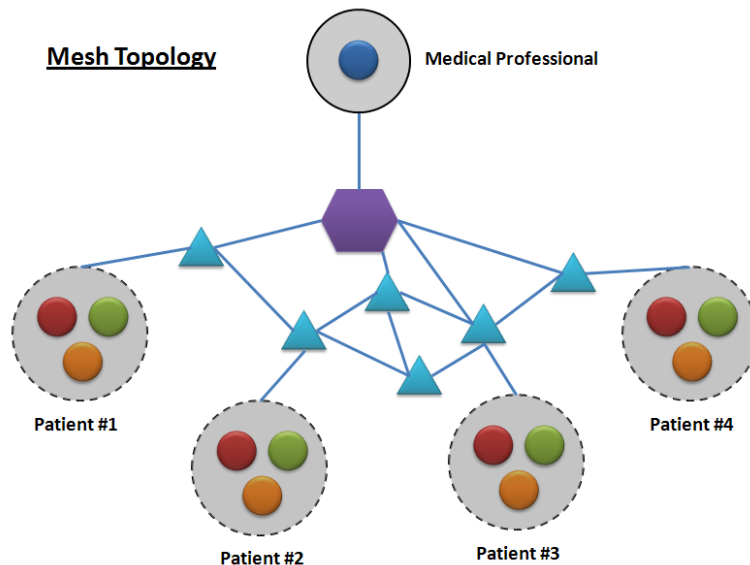 Mesh Topology
Medical Professional
Patient #1
Patient #4
Patient #2
Patient #3